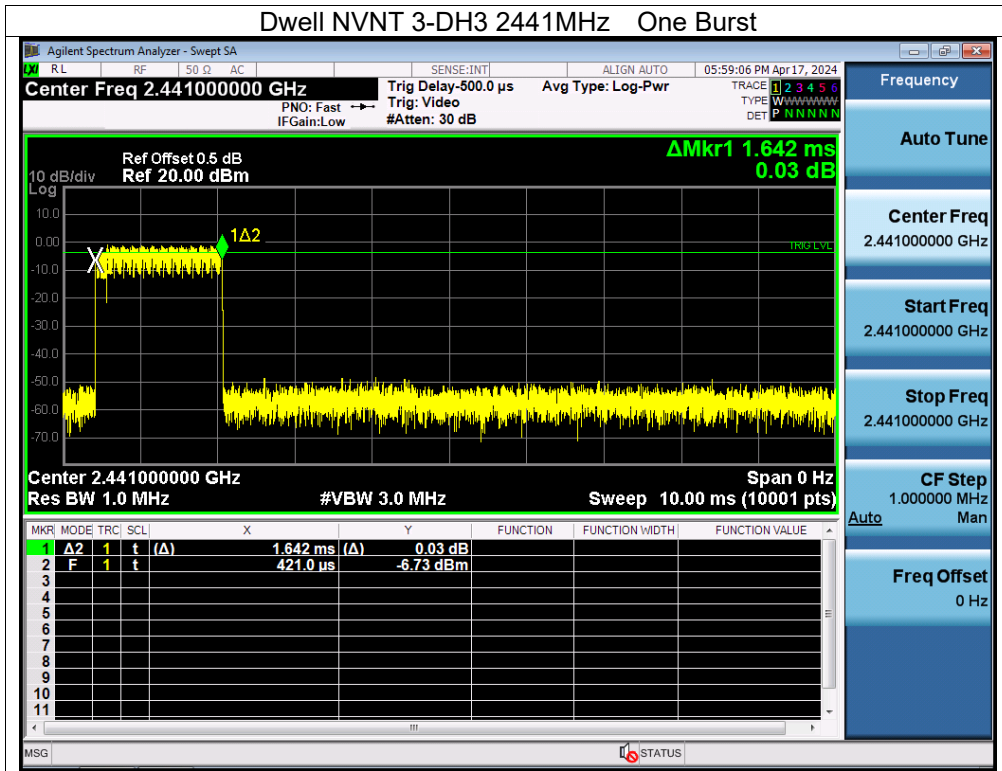 Dwell NVNT 3-DH3 2441MHz One Burst
Agilent Spectrum Analyzer - Swept SA
LXI RL RF 50 Ω AC SENSE:INT ALIGN AUTO 05:59:06 PM Apr 17, 2024
Center Freq 2.441000000 GHz
PNO: Fast
IFGain:Low
Trig Delay-500.0 µs
Trig: Video
#Atten: 30 dB
Avg Type: Log-Pwr
TRACE 1 2 3 4 5 6
TYPE WWWWWW
DET P N N N N N
Ref Offset 0.5 dB
10 dB/div Ref 20.00 dBm
Log
ΔMkr1 1.642 ms
0.03 dB
10.0
0.00
-10.0
-20.0
-30.0
-40.0
-50.0
-60.0
-70.0
X
1Δ2
TRIG LVL
Center 2.441000000 GHz Span 0 Hz
Res BW 1.0 MHz #VBW 3.0 MHz Sweep 10.00 ms (10001 pts)
MKR MODE TRC SCL X Y FUNCTION FUNCTION WIDTH FUNCTION VALUE
1 Δ2 1 t (Δ) 1.642 ms (Δ) 0.03 dB
2 F 1 t 421.0 µs -6.73 dBm
3
4
5
6
7
8
9
10
11
MSG STATUS
Frequency
Auto Tune
Center Freq
2.441000000 GHz
Start Freq
2.441000000 GHz
Stop Freq
2.441000000 GHz
CF Step
1.000000 MHz
Auto Man
Freq Offset
0 Hz